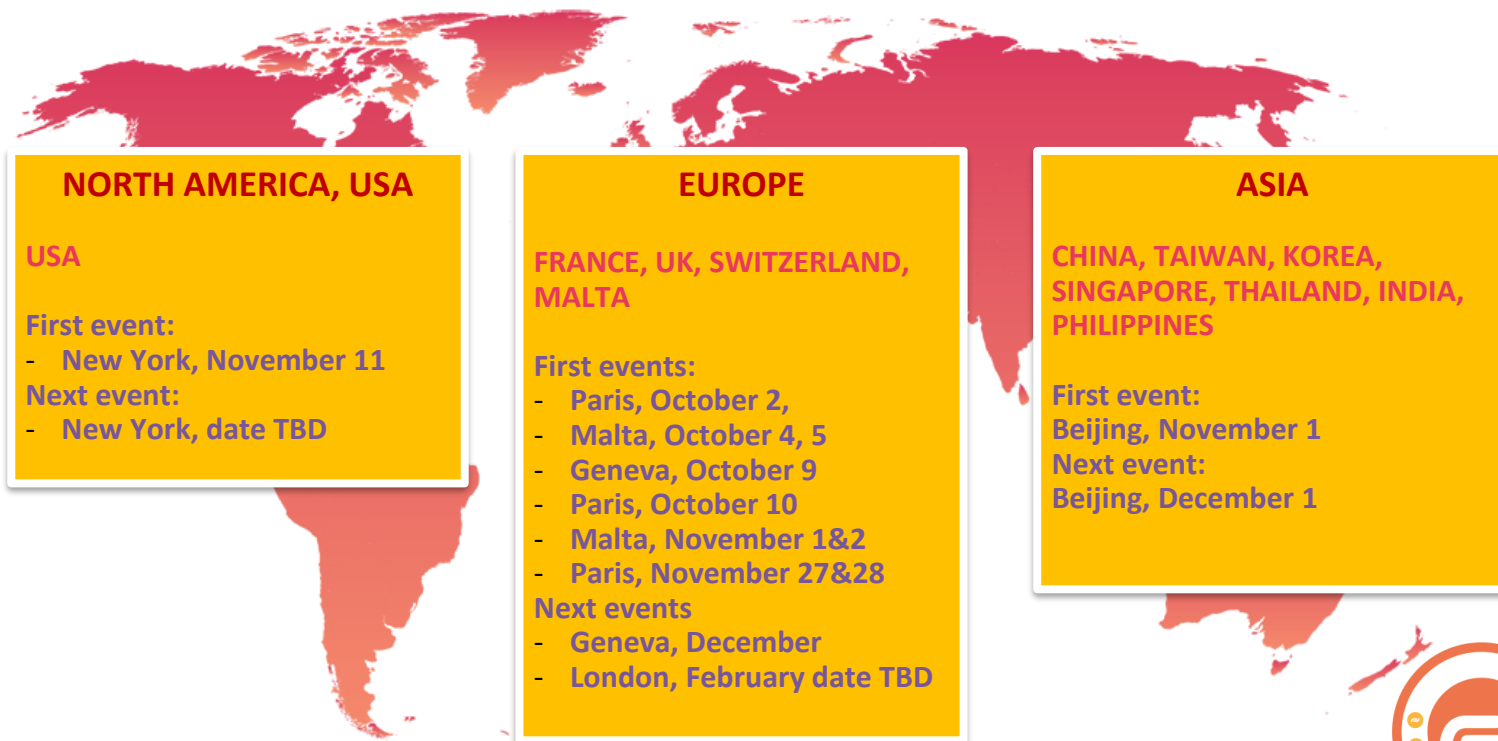 NORTH AMERICA, USA
USA
First event:
- New York, November 11
Next event:
- New York, date TBD
EUROPE
FRANCE, UK, SWITZERLAND,
MALTA
First events:
- Paris, October 2,
- Malta, October 4, 5
- Geneva, October 9
- Paris, October 10
- Malta, November 1&2
- Paris, November 27&28
Next events
- Geneva, December
- London, February date TBD
ASIA
CHINA, TAIWAN, KOREA,
SINGAPORE, THAILAND, INDIA,
PHILIPPINES
First event:
Beijing, November 1
Next event:
Beijing, December 1